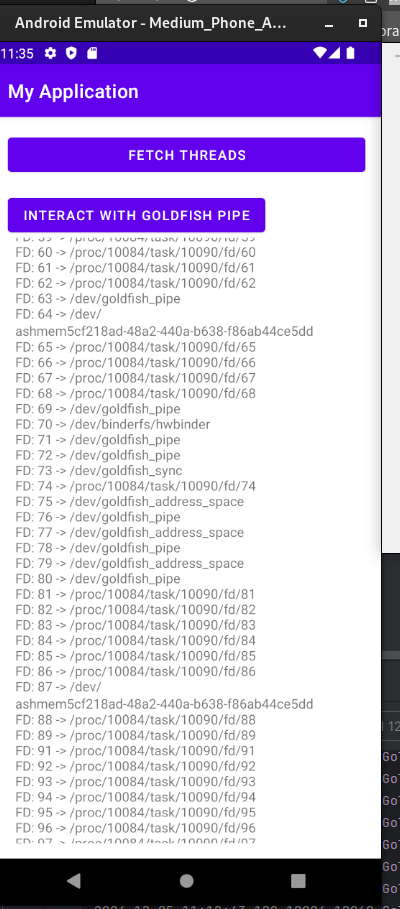 Android Emulator - Medium_Phone_A...
11:35
My Application
FETCH THREADS
INTERACT WITH GOLDFISH PIPE
FD: 59 -> /proc/10084/task/10090/fd/59
FD: 60 -> /proc/10084/task/10090/fd/60
FD: 61 -> /proc/10084/task/10090/fd/61
FD: 62 -> /proc/10084/task/10090/fd/62
FD: 63 -> /dev/goldfish_pipe
FD: 64 -> /dev/
ashmem5cf218ad-48a2-440a-b638-f86ab44ce5dd
FD: 65 -> /proc/10084/task/10090/fd/65
FD: 66 -> /proc/10084/task/10090/fd/66
FD: 67 -> /proc/10084/task/10090/fd/67
FD: 68 -> /proc/10084/task/10090/fd/68
FD: 69 -> /dev/goldfish_pipe
FD: 70 -> /dev/binderfs/hwbinder
FD: 71 -> /dev/goldfish_pipe
FD: 72 -> /dev/goldfish_pipe
FD: 73 -> /dev/goldfish_sync
FD: 74 -> /proc/10084/task/10090/fd/74
FD: 75 -> /dev/goldfish_address_space
FD: 76 -> /dev/goldfish_pipe
FD: 77 -> /dev/goldfish_address_space
FD: 78 -> /dev/goldfish_pipe
FD: 79 -> /dev/goldfish_address_space
FD: 80 -> /dev/goldfish_pipe
FD: 81 -> /proc/10084/task/10090/fd/81
FD: 82 -> /proc/10084/task/10090/fd/82
FD: 83 -> /proc/10084/task/10090/fd/83
FD: 84 -> /proc/10084/task/10090/fd/84
FD: 85 -> /proc/10084/task/10090/fd/85
FD: 86 -> /proc/10084/task/10090/fd/86
FD: 87 -> /dev/
ashmem5cf218ad-48a2-440a-b638-f86ab44ce5dd
FD: 88 -> /proc/10084/task/10090/fd/88
FD: 89 -> /proc/10084/task/10090/fd/89
FD: 91 -> /proc/10084/task/10090/fd/91
FD: 92 -> /proc/10084/task/10090/fd/92
FD: 93 -> /proc/10084/task/10090/fd/93
FD: 94 -> /proc/10084/task/10090/fd/94
FD: 95 -> /proc/10084/task/10090/fd/95
FD: 96 -> /proc/10084/task/10090/fd/96
FD: 97 -> /proc/10084/task/10090/fd/97